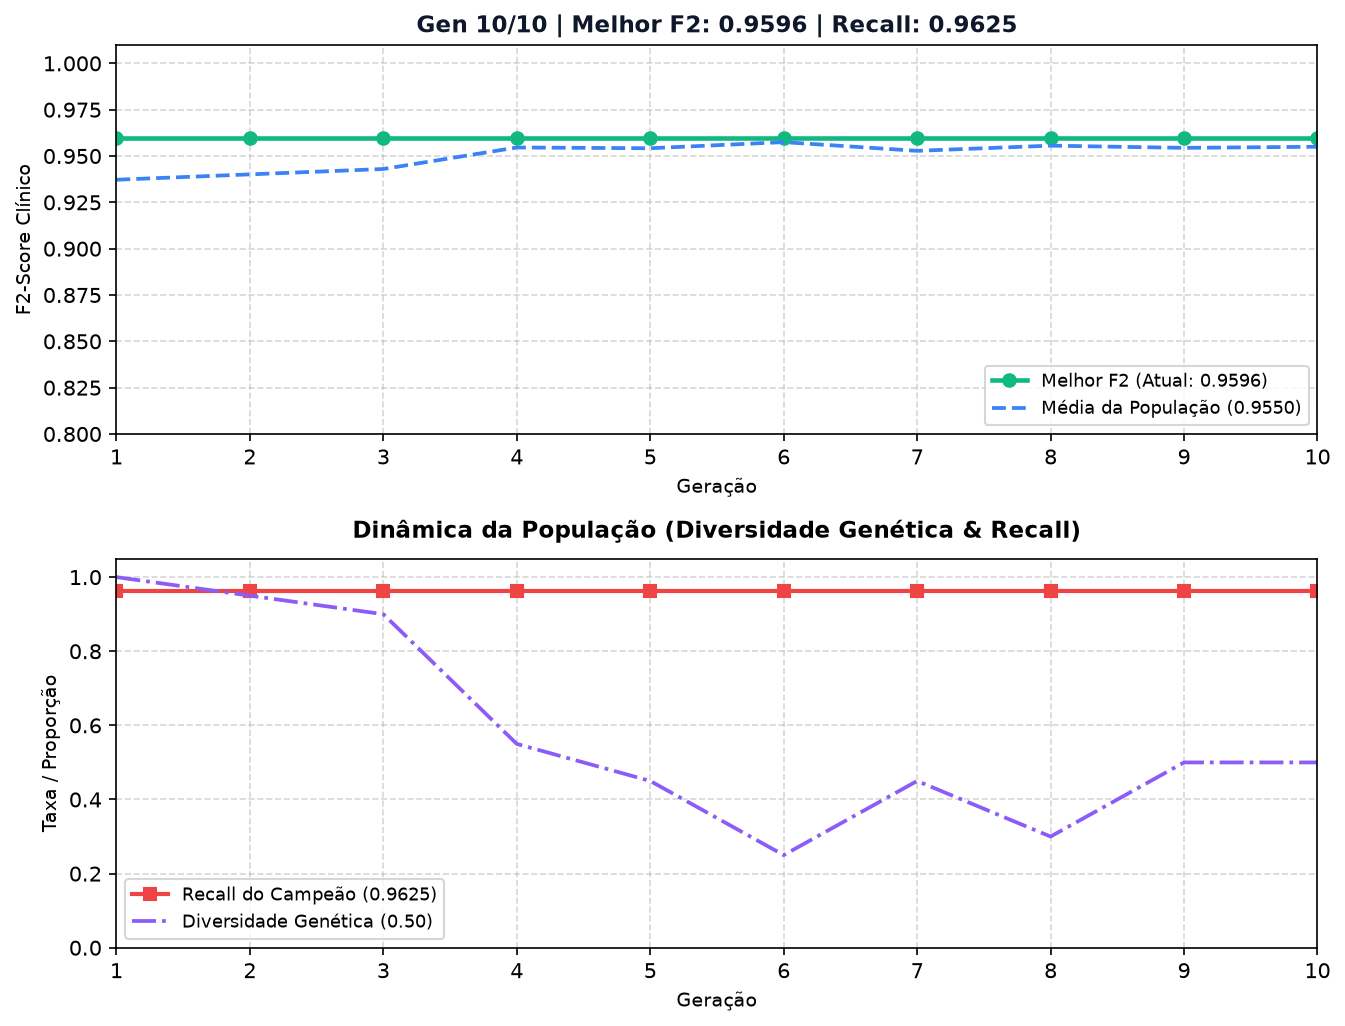 Gen 10/10 | Melhor F2: 0.9596 | Recall: 0.9625
1.000
0.975
0.950
0.925
0.900
0.875
0.850
0.825
0.800
F2-Score Clínico
Melhor F2 (Atual: 0.9596)
Média da População (0.9550)
1 2 3 4 5 6 7 8 9 10
Geração
Dinâmica da População (Diversidade Genética & Recall)
1.0
0.8
0.6
0.4
0.2
0.0
Taxa / Proporção
Recall do Campeão (0.9625)
Diversidade Genética (0.50)
1 2 3 4 5 6 7 8 9 10
Geração